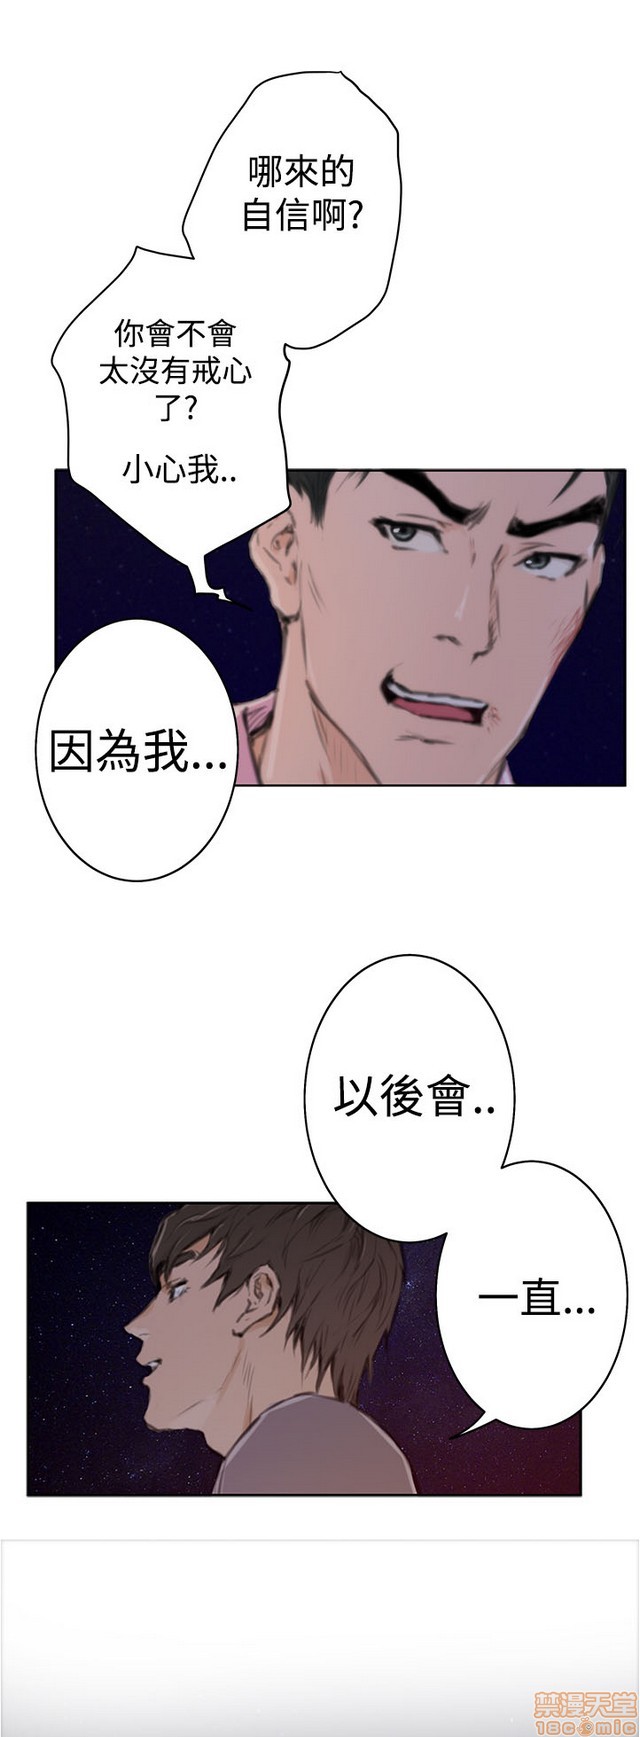 哪來的
自信啊?
你會不會
太沒有戒心
了?
小心我..
因為我...
以後會..
一直...
禁漫天堂
18comic